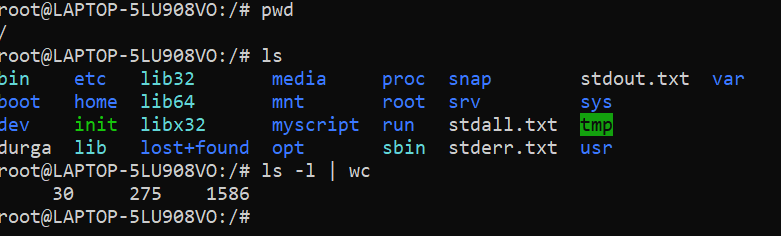 root@LAPTOP-5LU908VO:/# pwd
/
root@LAPTOP-5LU908VO:/# ls
bin   etc   lib32       media     proc  snap        stdout.txt  var
boot  home  lib64       mnt       root  srv         sys
dev   init  libx32      myscript  run   stdall.txt  tmp
durga  lib   lost+found  opt       sbin  stderr.txt  usr
root@LAPTOP-5LU908VO:/# ls -l | wc
     30     275    1586
root@LAPTOP-5LU908VO:/#